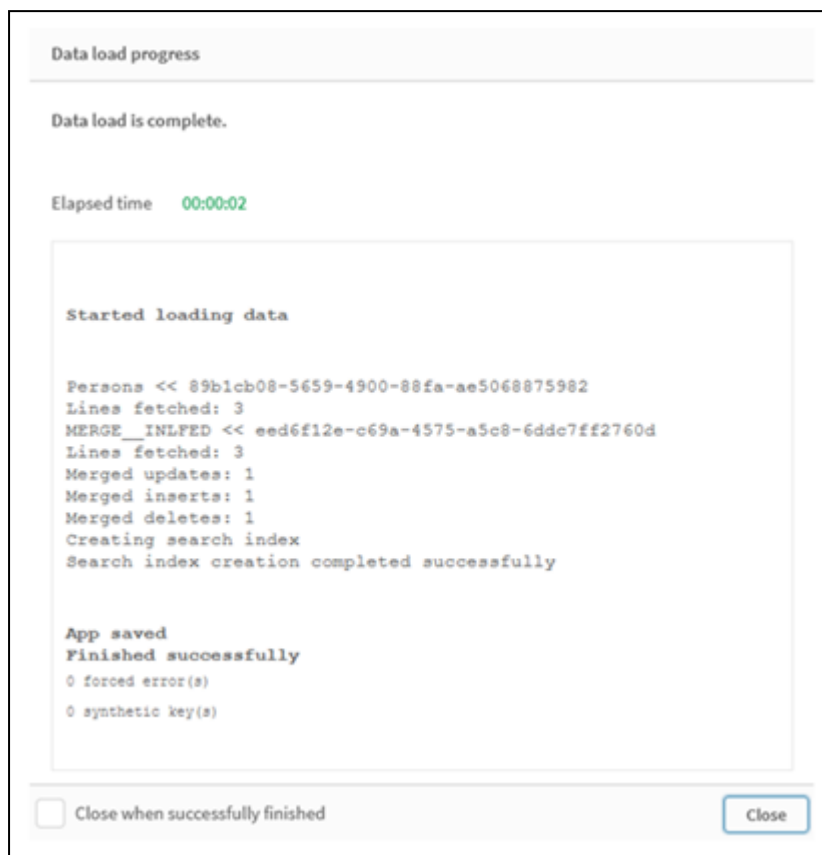 Data load progress
Data load is complete.
Elapsed time 00:00:02
Started loading data
Persons << 89b1cb08-5659-4900-88fa-ae5068875982
Lines fetched: 3
MERGE__INLFED << eed6f12e-c69a-4575-a5c8-6ddc7ff2760d
Lines fetched: 3
Merged updates: 1
Merged inserts: 1
Merged deletes: 1
Creating search index
Search index creation completed successfully
App saved
Finished successfully
0 forced error(s)
0 synthetic key(s)
Close when successfully finished
Close